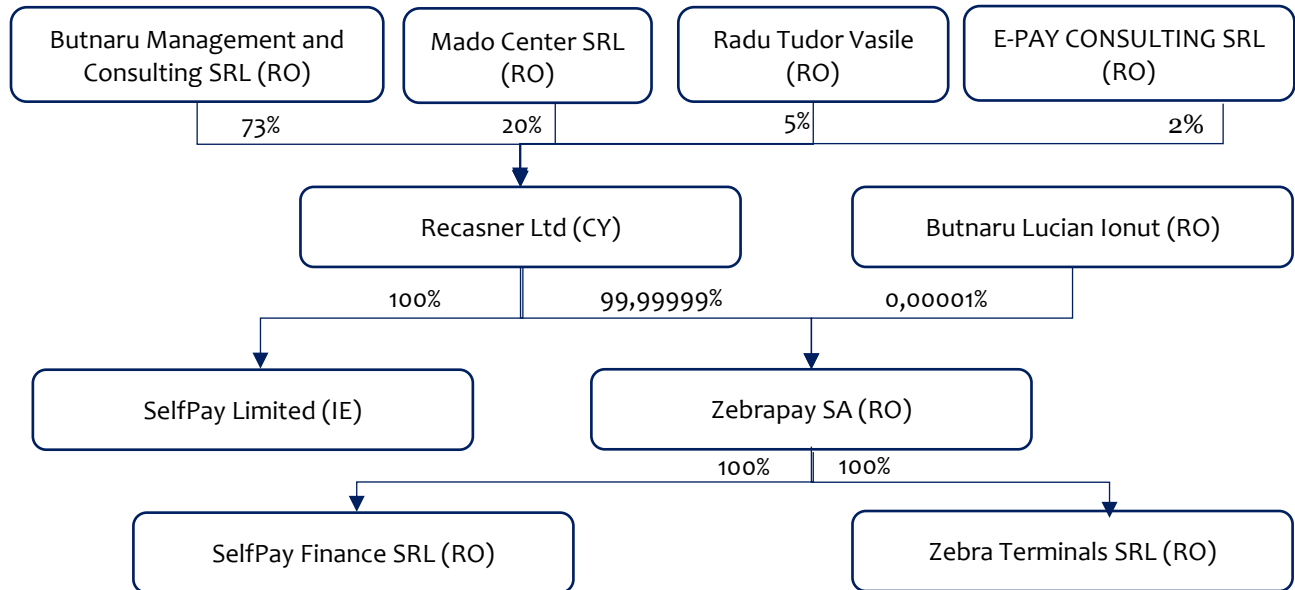 Butnaru Management and
Consulting SRL (RO)
Mado Center SRL
(RO)
Radu Tudor Vasile
(RO)
E-PAY CONSULTING SRL
(RO)
73%
20%
5%
2%
Recasner Ltd (CY)
Butnaru Lucian Ionut (RO)
100%
99,99999%
0,00001%
SelfPay Limited (IE)
Zebrapay SA (RO)
100%
100%
SelfPay Finance SRL (RO)
Zebra Terminals SRL (RO)